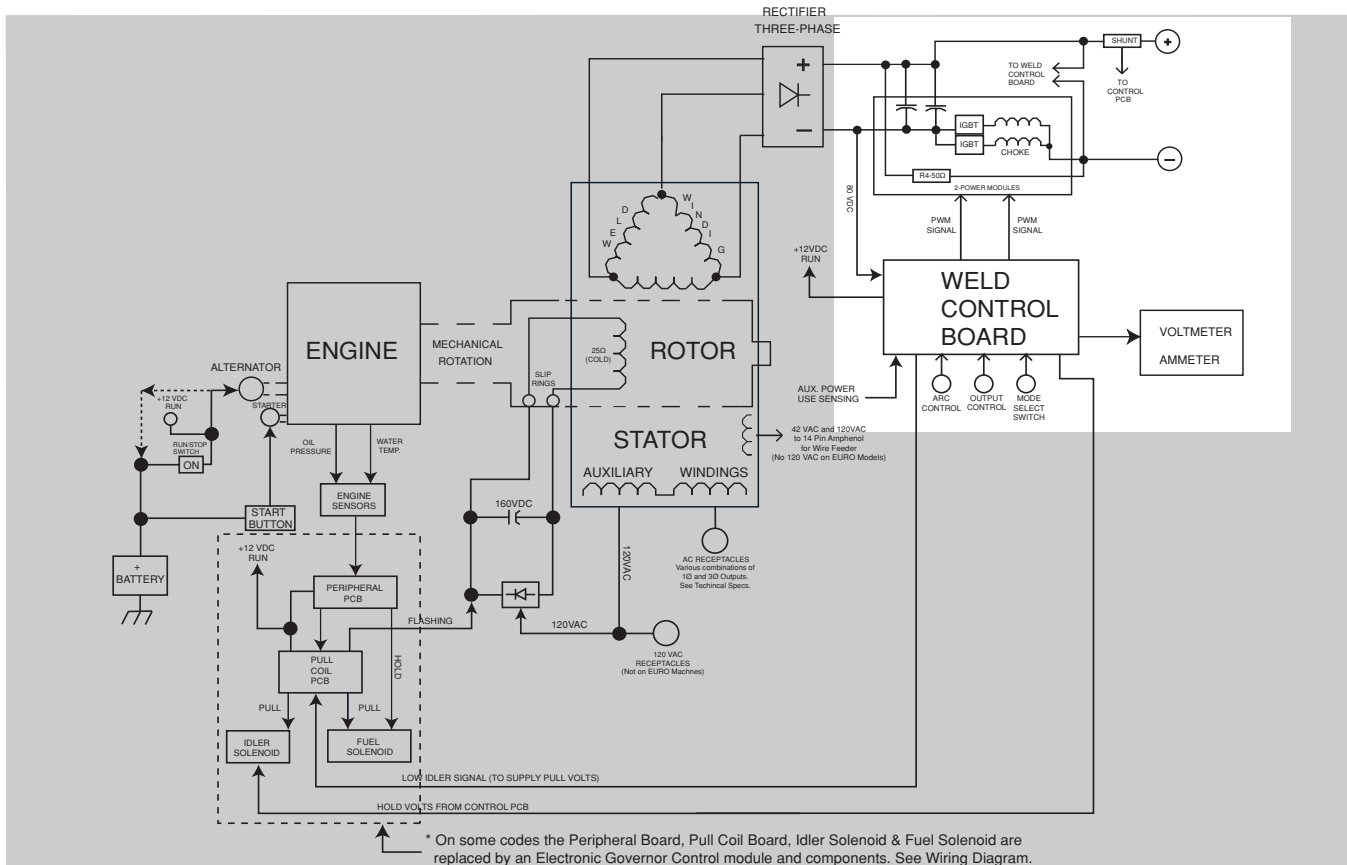 RECTIFIER
THREE-PHASE
+
−
SHUNT
+
TO WELD
CONTROL
BOARD
TO
CONTROL
PCB
IGBT
IGBT
CHOKE
−
R4-50Ω
2-POWER MODULES
80 VDC
PWM
SIGNAL
PWM
SIGNAL
WELD
WINDIG
+12VDC
RUN
WELD
CONTROL
BOARD
VOLTMETER
AMMETER
AUX. POWER
USE SENSING
ARC
CONTROL
OUTPUT
CONTROL
MODE
SELECT
SWITCH
ENGINE
MECHANICAL
ROTATION
25Ω
(COLD)
ROTOR
SLIP
RINGS
ALTERNATOR
+12 VDC
RUN
STARTER
RUN/STOP
SWITCH
ON
OIL
PRESSURE
WATER
TEMP.
STATOR
42 VAC and 120VAC
to 14 Pin Amphenol
for Wire Feeder
(No 120 VAC on EURO Models)
AUXILIARY
WINDINGS
ENGINE
SENSORS
START
BUTTON
160VDC
+
BATTERY
+12 VDC
RUN
120VAC
AC RECEPTACLES
Various combinations of
1Ø and 3Ø Outputs.
See Techincal Specs.
PERIPHERAL
PCB
FLASHING
120VAC
PULL
COIL
PCB
HOLD
120 VAC
RECEPTACLES
(Not on EURO Machnes)
PULL
PULL
IDLER
SOLENOID
FUEL
SOLENOID
LOW IDLER SIGNAL (TO SUPPLY PULL VOLTS)
HOLD VOLTS FROM CONTROL PCB
* On some codes the Peripheral Board, Pull Coil Board, Idler Solenoid & Fuel Solenoid are
replaced by an Electronic Governor Control module and components. See Wiring Diagram.